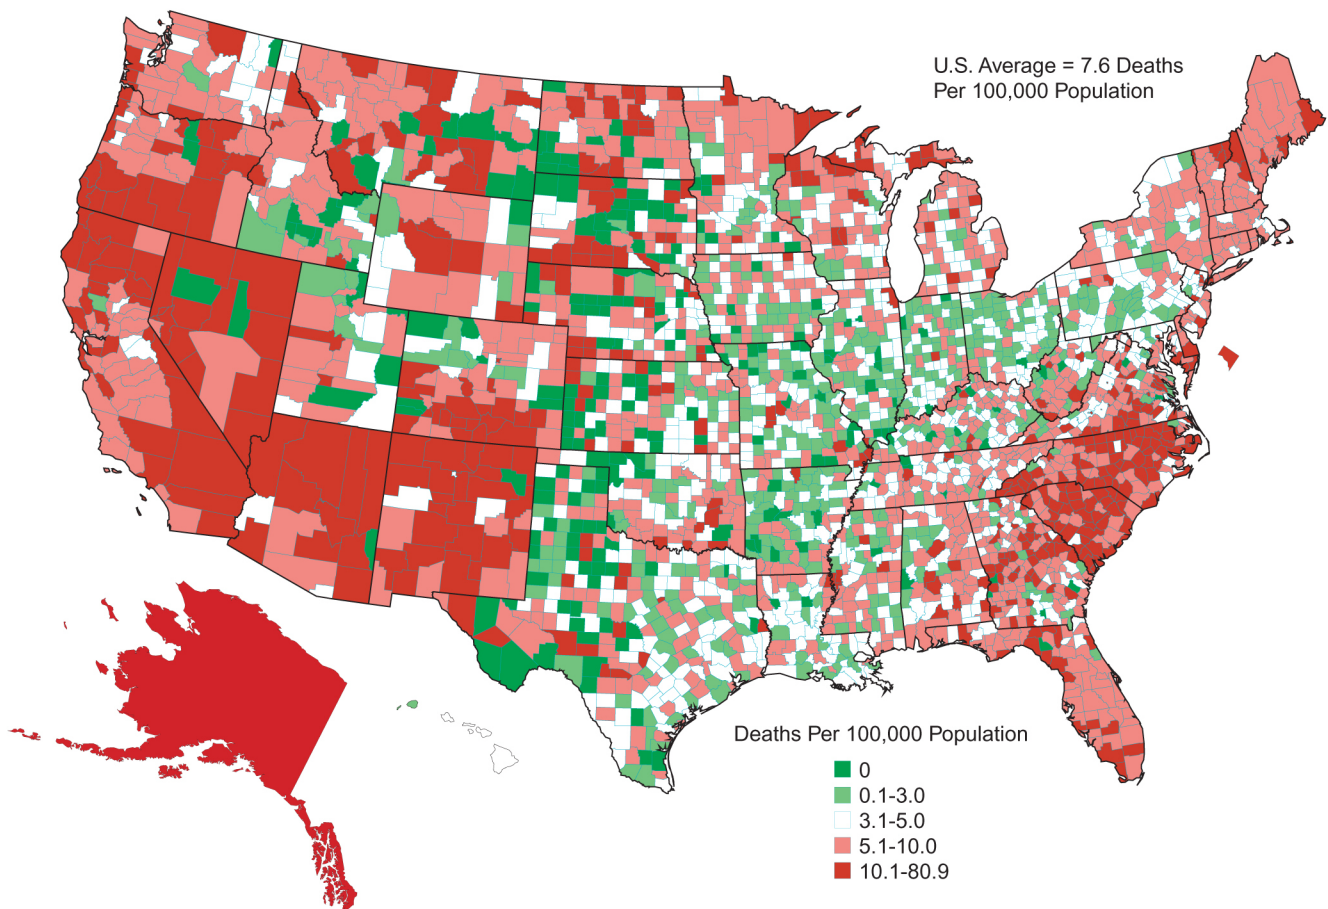 U.S. Average = 7.6 Deaths
Per 100,000 Population
Deaths Per 100,000 Population
0
0.1-3.0
3.1-5.0
5.1-10.0
10.1-80.9